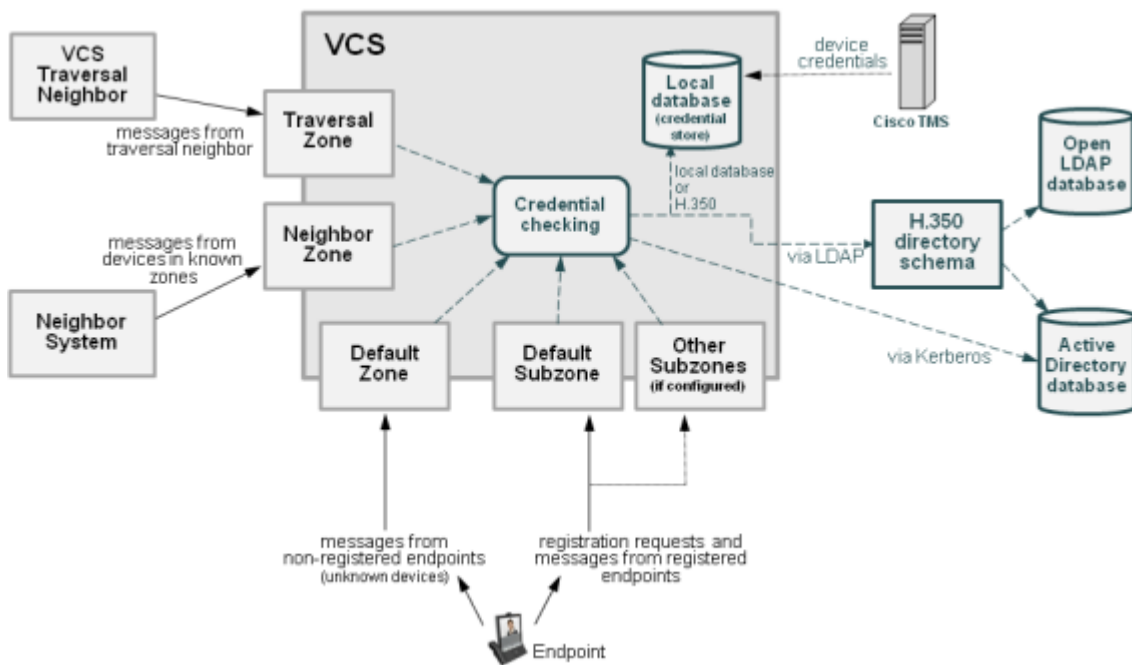 VCS
Traversal
Neighbor
VCS
messages from
traversal neighbor
Traversal
Zone
Local
database
(credential
store)
device
credentials
Cisco TMS
Open
LDAP
database
local database
or
H.350
Credential
checking
messages from
devices in known
zones
Neighbor
Zone
via LDAP
H.350
directory
schema
Neighbor
System
Default
Zone
Default
Subzone
Other
Subzones
(if configured)
via Kerberos
Active
Directory
database
messages from
non-registered endpoints
(unknown devices)
registration requests and
messages from registered
endpoints
Endpoint